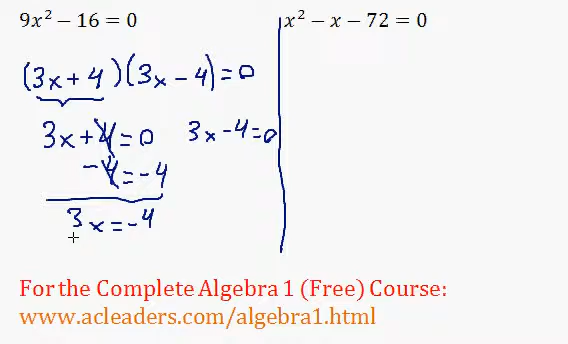 9x² − 16 = 0
(3x + 4)(3x − 4) = 0
3x + 4 = 0 3x − 4 = 0
− 4 = − 4
3x = − 4
x² − x − 72 = 0
For the Complete Algebra 1 (Free) Course:
www.acleaders.com/algebra1.html